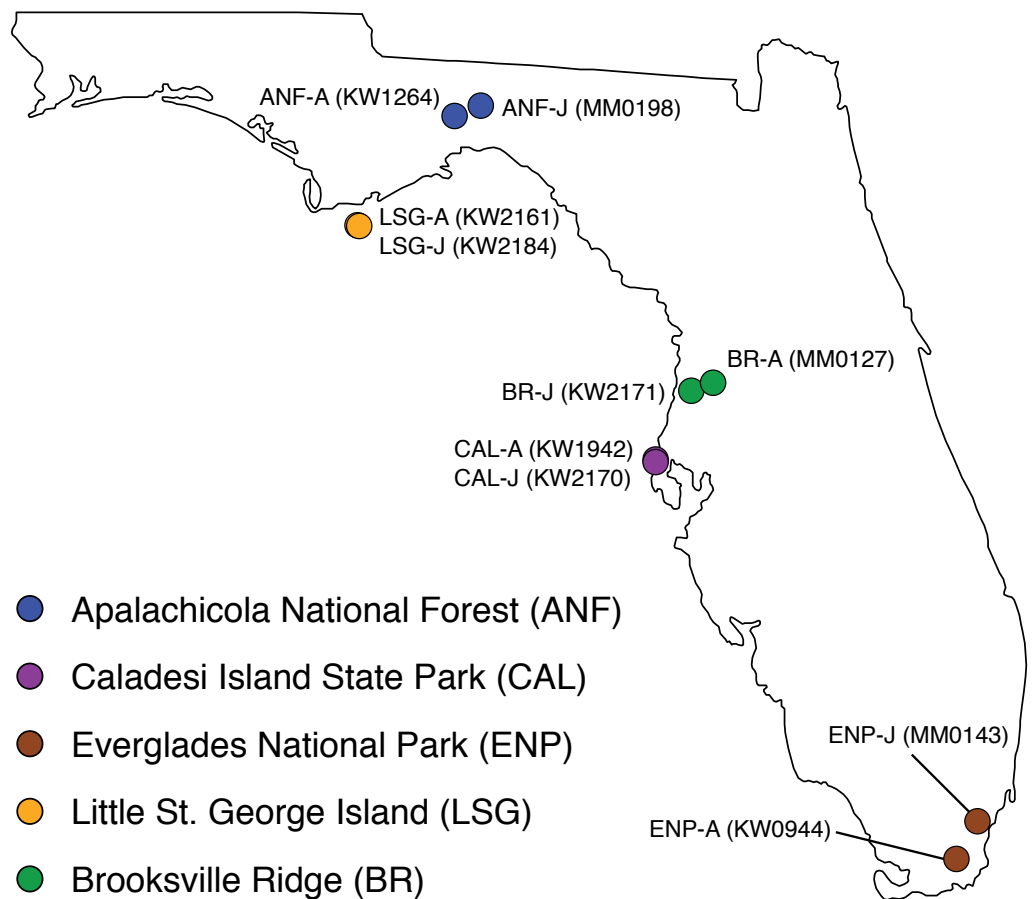 ANF-A (KW1264)
ANF-J (MM0198)
LSG-A (KW2161)
LSG-J (KW2184)
BR-A (MM0127)
BR-J (KW2171)
CAL-A (KW1942)
CAL-J (KW2170)
Apalachicola National Forest (ANF)
Caladesi Island State Park (CAL)
Everglades National Park (ENP)
Little St. George Island (LSG)
Brooksville Ridge (BR)
ENP-J (MM0143)
ENP-A (KW0944)